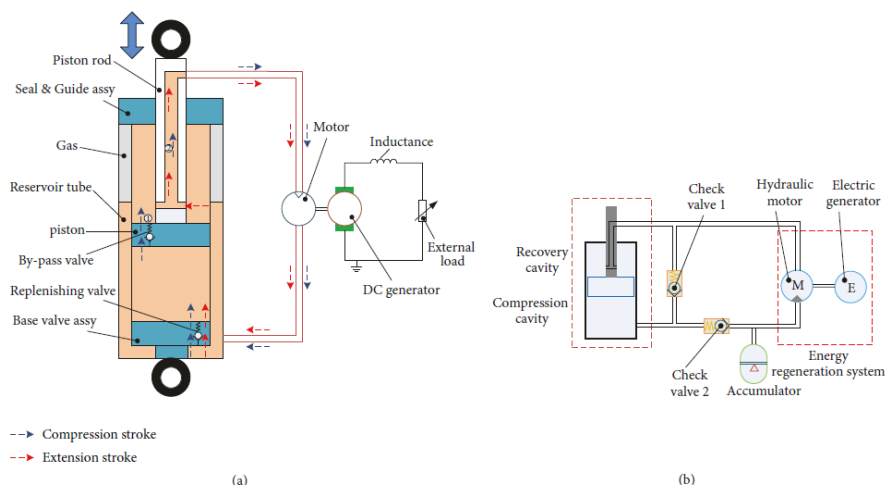 Piston rod
Seal & Guide assy
Gas
Reservoir tube
piston
By-pass valve
Replenishing valve
Base valve assy
①
②
Motor
Inductance
External
load
DC generator
Compression stroke
Extension stroke
(a)
Recovery
cavity
Compression
cavity
Check
valve 1
Hydraulic
motor
Electric
generator
M
E
Check
valve 2
Accumulator
Energy
regeneration system
(b)